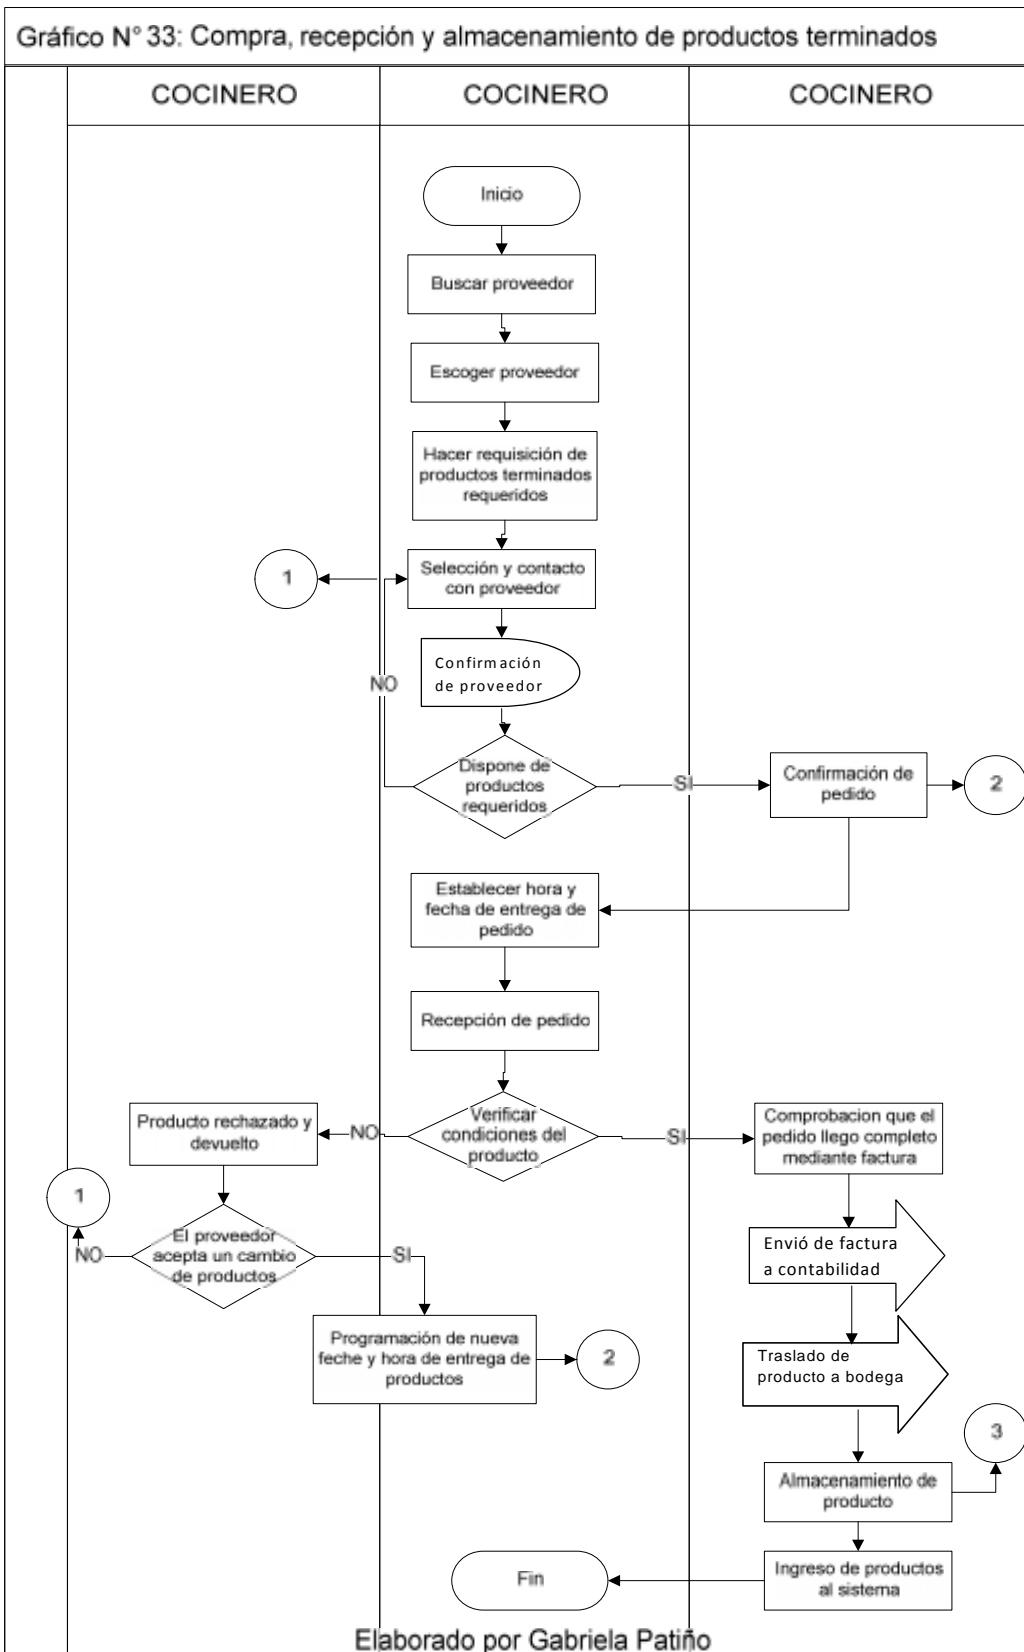 Gráfico N° 33: Compra, recepción y almacenamiento de productos terminados
COCINERO
COCINERO
COCINERO
Inicio
Buscar proveedor
Escoger proveedor
Hacer requisición de
productos terminados
requeridos
1
Selección y contacto
con proveedor
Confirmación
de proveedor
NO
Dispone de
productos
requeridos
SI
Confirmación de
pedido
2
Establecer hora y
fecha de entrega de
pedido
Recepción de pedido
Producto rechazado y
devuelto
NO
Verificar
condiciones del
producto
SI
Comprobacion que el
pedido llego completo
mediante factura
1
NO
El proveedor
acepta un cambio
de productos
SI
Envió de factura
a contabilidad
Programación de nueva
feche y hora de entrega de
productos
2
Traslado de
producto a bodega
3
Almacenamiento de
producto
Fin
Ingreso de productos
al sistema
Elaborado por Gabriela Patiño